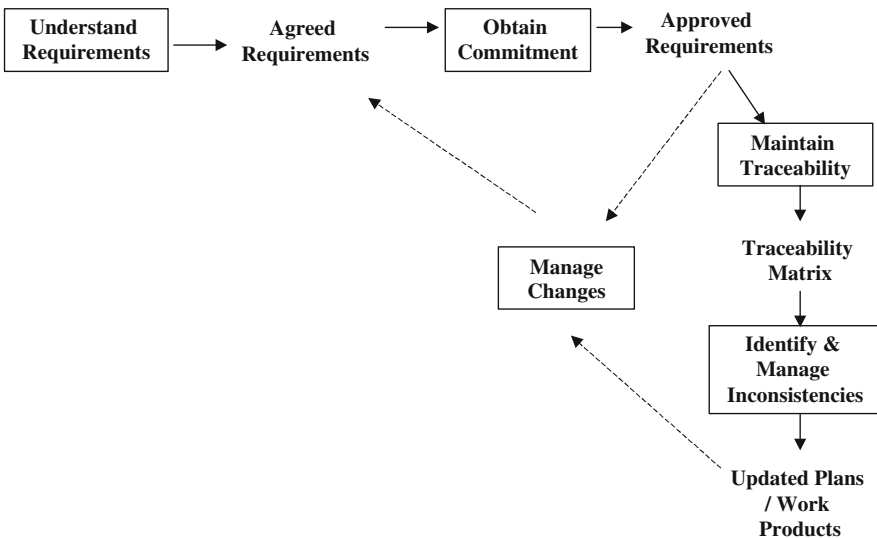 Understand
Requirements
Agreed
Requirements
Obtain
Commitment
Approved
Requirements
Maintain
Traceability
Traceability
Matrix
Manage
Changes
Identify &
Manage
Inconsistencies
Updated Plans
/ Work
Products